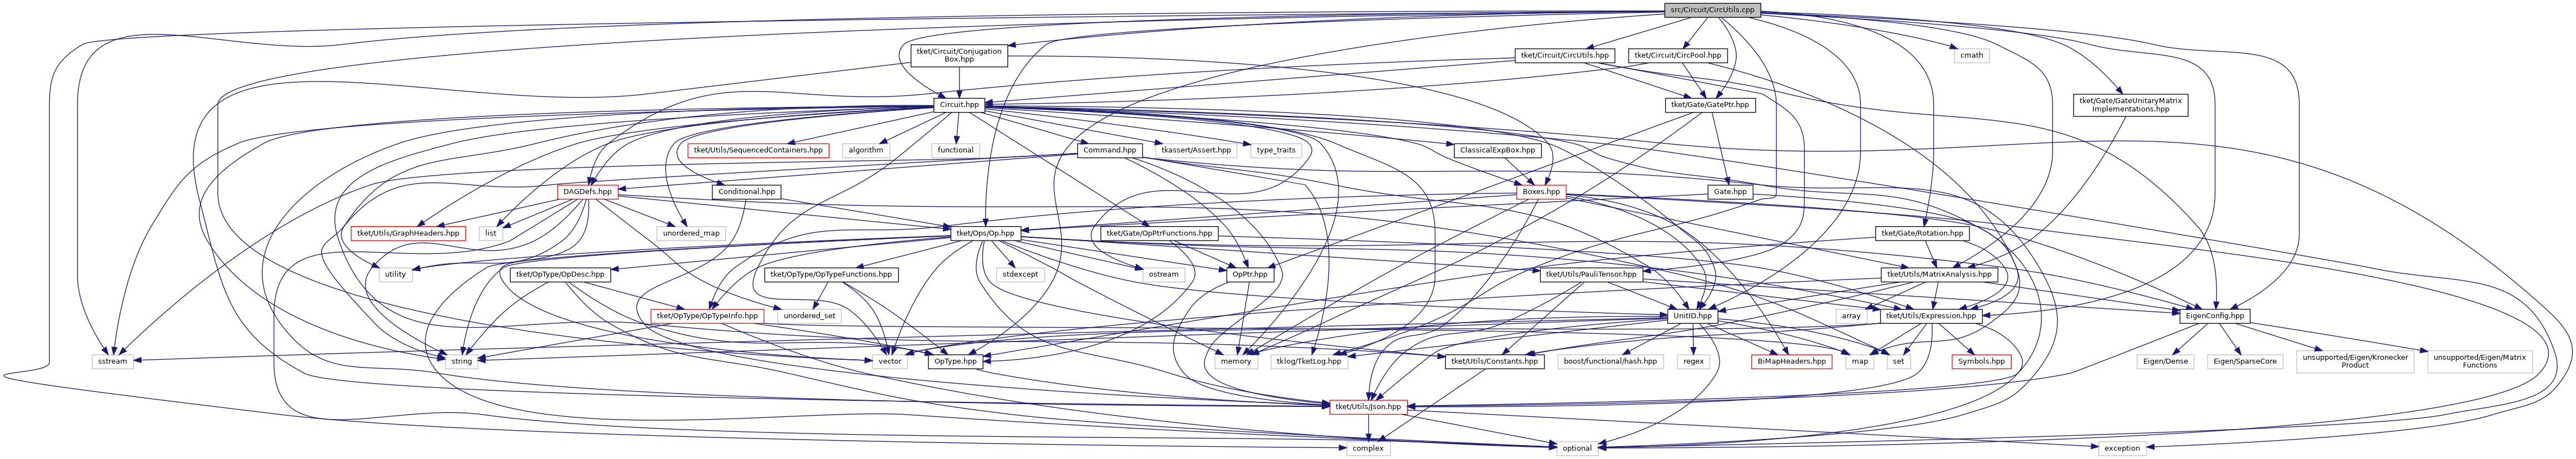 src/Circuit/CircUtils.cpp
tket/Circuit/Conjugation
Box.hpp
tket/Circuit/CircUtils.hpp
tket/Circuit/CircPool.hpp
cmath
Circuit.hpp
tket/Gate/GatePtr.hpp
tket/Gate/GateUnitaryMatrix
Implementations.hpp
tket/Utils/SequencedContainers.hpp
algorithm
functional
Command.hpp
tkassert/Assert.hpp
type_traits
ClassicalExpBox.hpp
DAGDefs.hpp
Conditional.hpp
Boxes.hpp
Gate.hpp
tket/Utils/GraphHeaders.hpp
list
unordered_map
tket/Ops/Op.hpp
tket/Gate/OpPtrFunctions.hpp
tket/Gate/Rotation.hpp
utility
tket/OpType/OpDesc.hpp
tket/OpType/OpTypeFunctions.hpp
stdexcept
ostream
OpPtr.hpp
tket/Utils/PauliTensor.hpp
tket/Utils/MatrixAnalysis.hpp
tket/OpType/OpTypeInfo.hpp
unordered_set
UnitID.hpp
array
tket/Utils/Expression.hpp
EigenConfig.hpp
sstream
string
vector
OpType.hpp
memory
tklog/TketLog.hpp
tket/Utils/Constants.hpp
boost/functional/hash.hpp
regex
BiMapHeaders.hpp
map
set
Symbols.hpp
Eigen/Dense
Eigen/SparseCore
unsupported/Eigen/Kronecker
Product
unsupported/Eigen/Matrix
Functions
tket/Utils/Json.hpp
complex
optional
exception